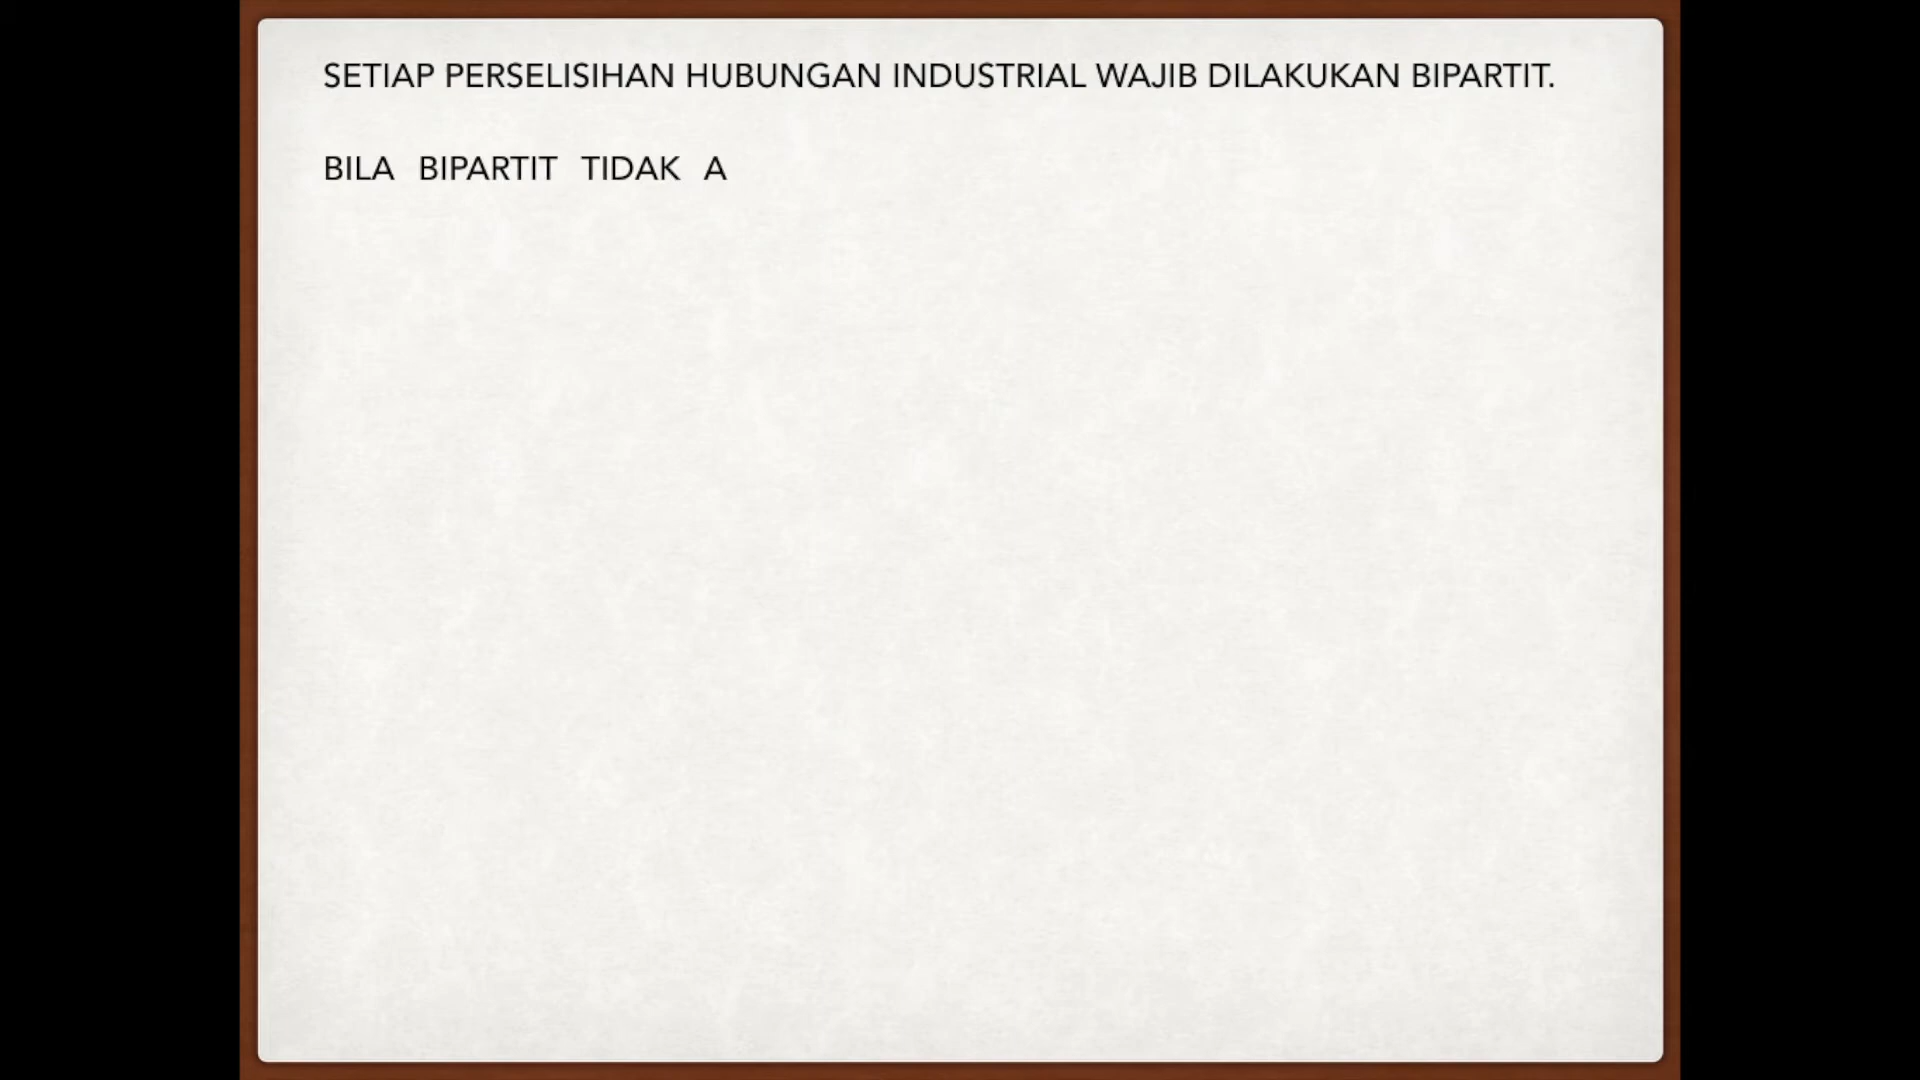 SETIAP PERSELISIHAN HUBUNGAN INDUSTRIAL WAJIB DILAKUKAN BIPARTIT.
BILA BIPARTIT TIDAK A